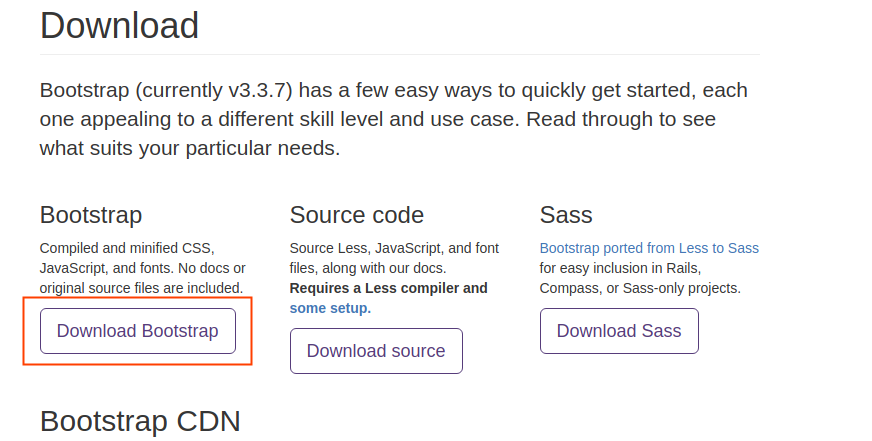 Download
Bootstrap (currently v3.3.7) has a few easy ways to quickly get started, each
one appealing to a different skill level and use case. Read through to see
what suits your particular needs.
Bootstrap
Compiled and minified CSS,
JavaScript, and fonts. No docs or
original source files are included.
Download Bootstrap
Source code
Source Less, JavaScript, and font
files, along with our docs.
Requires a Less compiler and
some setup.
Download source
Sass
Bootstrap ported from Less to Sass
for easy inclusion in Rails,
Compass, or Sass-only projects.
Download Sass
Bootstrap CDN